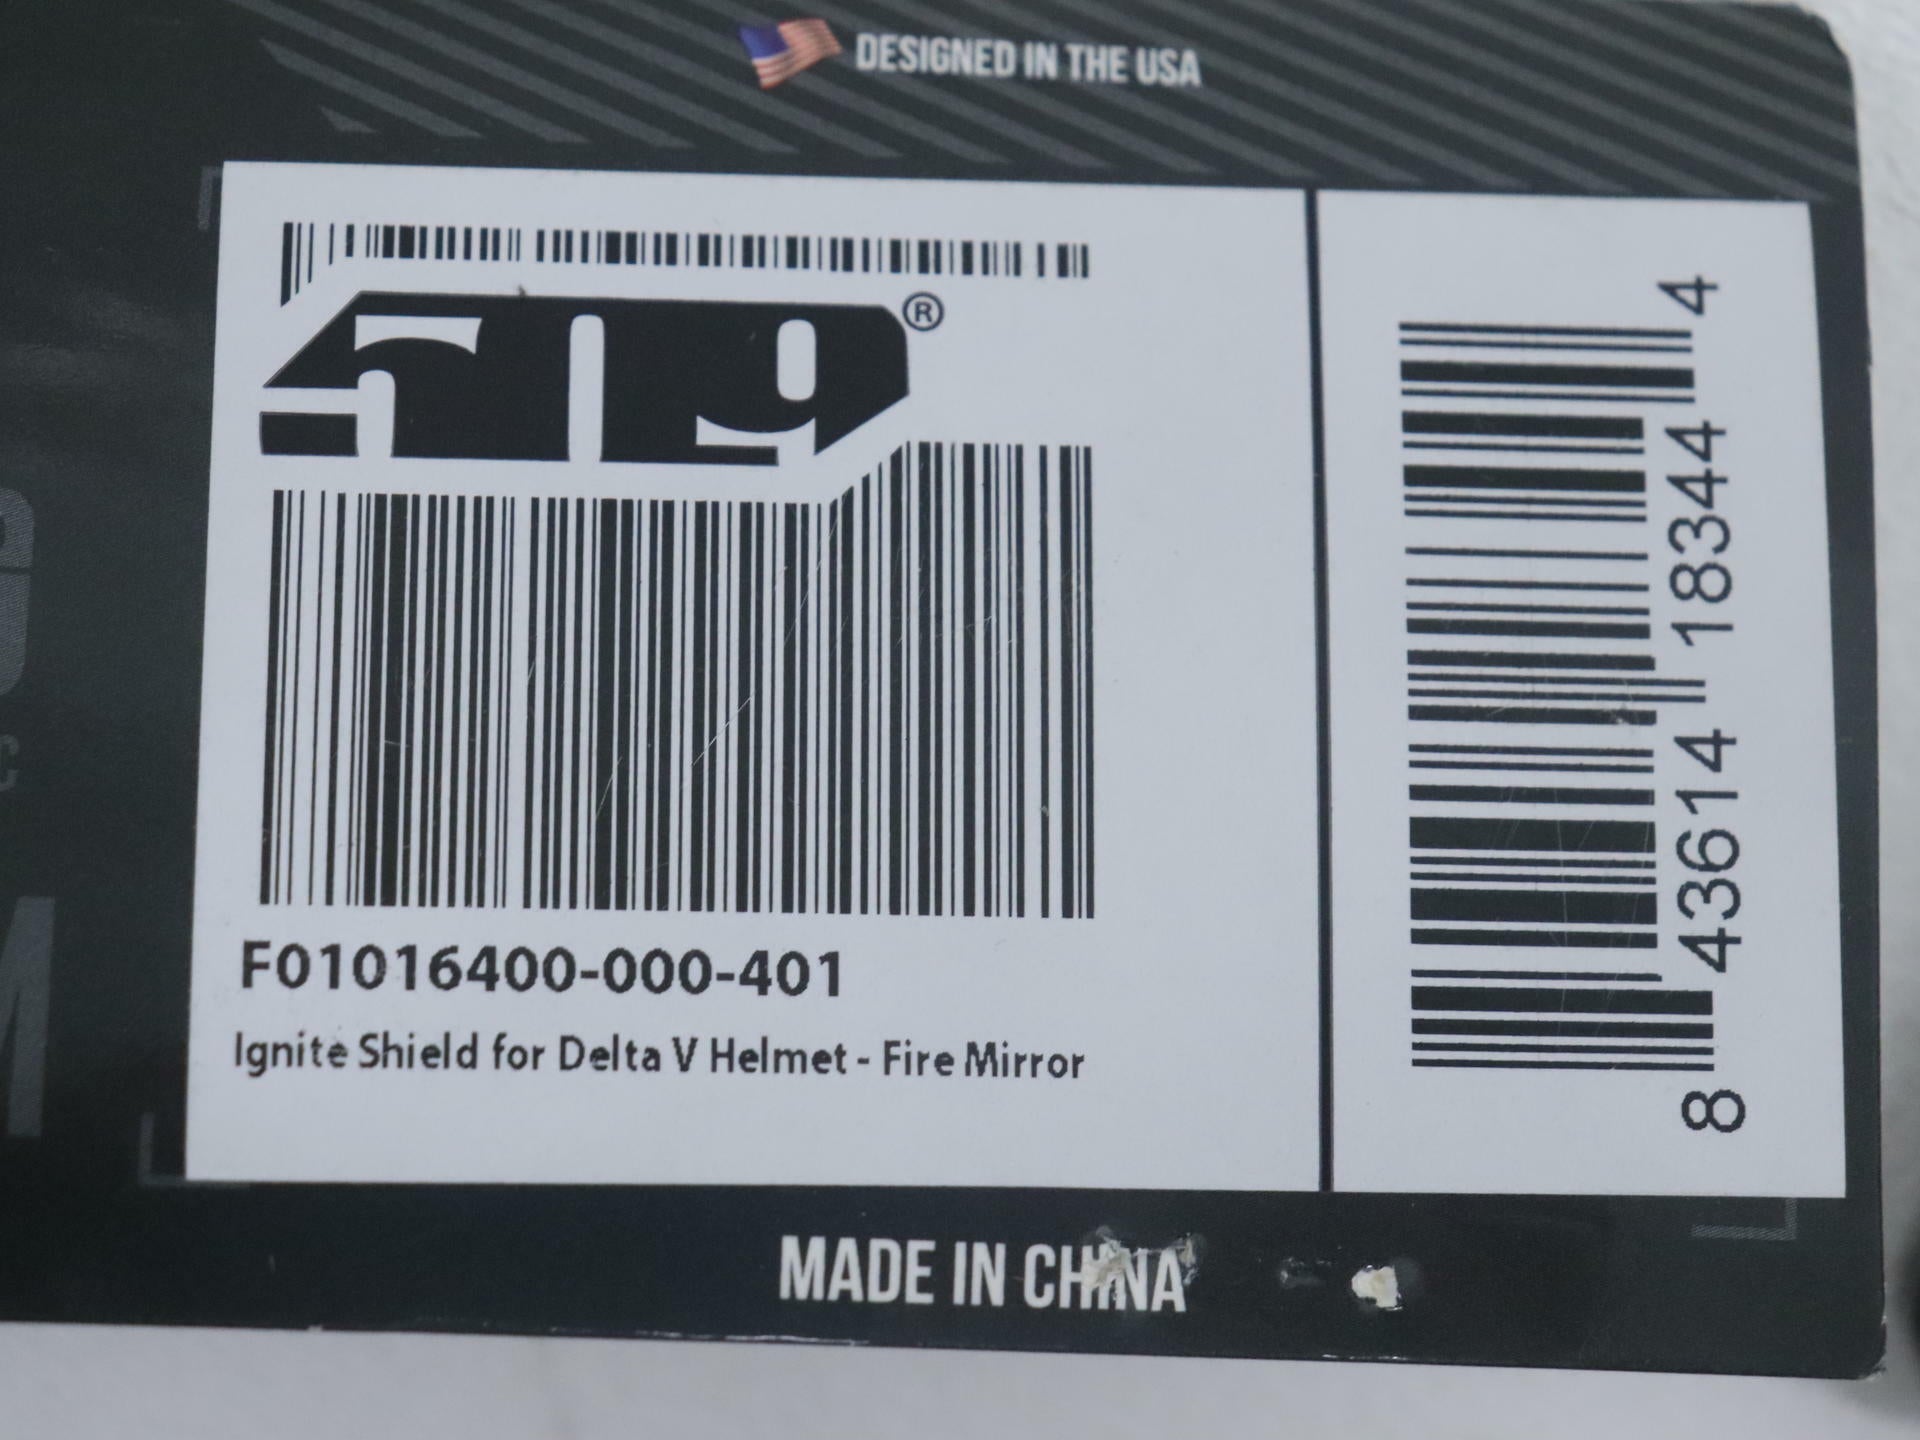 DESIGNED IN THE USA
509®
F01016400-000-401
Ignite Shield for Delta V Helmet - Fire Mirror
8 43614 18344 4
MADE IN CHINA